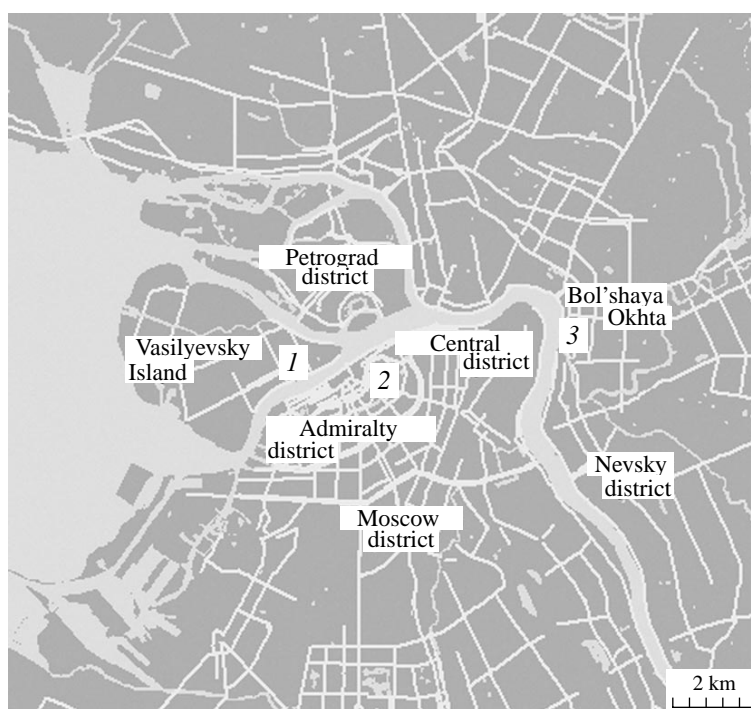 Petrograd
district
Bol'shaya
Okhta
Vasilyevsky
Island
1
2
3
Central
district
Admiralty
district
Nevsky
district
Moscow
district
2 km